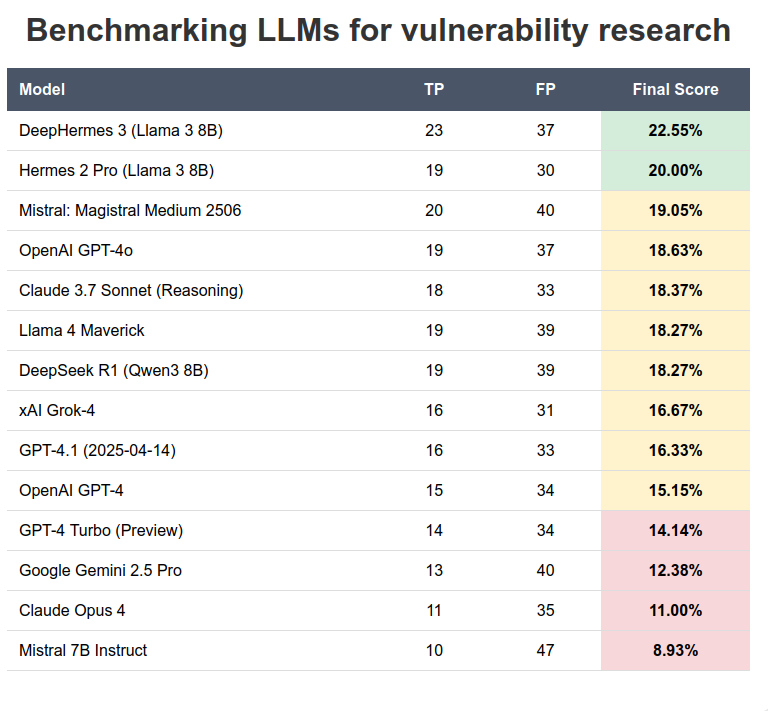 Benchmarking LLMs for vulnerability research
Model TP FP Final Score
DeepHermes 3 (Llama 3 8B) 23 37 22.55%
Hermes 2 Pro (Llama 3 8B) 19 30 20.00%
Mistral: Magistral Medium 2506 20 40 19.05%
OpenAI GPT-4o 19 37 18.63%
Claude 3.7 Sonnet (Reasoning) 18 33 18.37%
Llama 4 Maverick 19 39 18.27%
DeepSeek R1 (Qwen3 8B) 19 39 18.27%
xAI Grok-4 16 31 16.67%
GPT-4.1 (2025-04-14) 16 33 16.33%
OpenAI GPT-4 15 34 15.15%
GPT-4 Turbo (Preview) 14 34 14.14%
Google Gemini 2.5 Pro 13 40 12.38%
Claude Opus 4 11 35 11.00%
Mistral 7B Instruct 10 47 8.93%